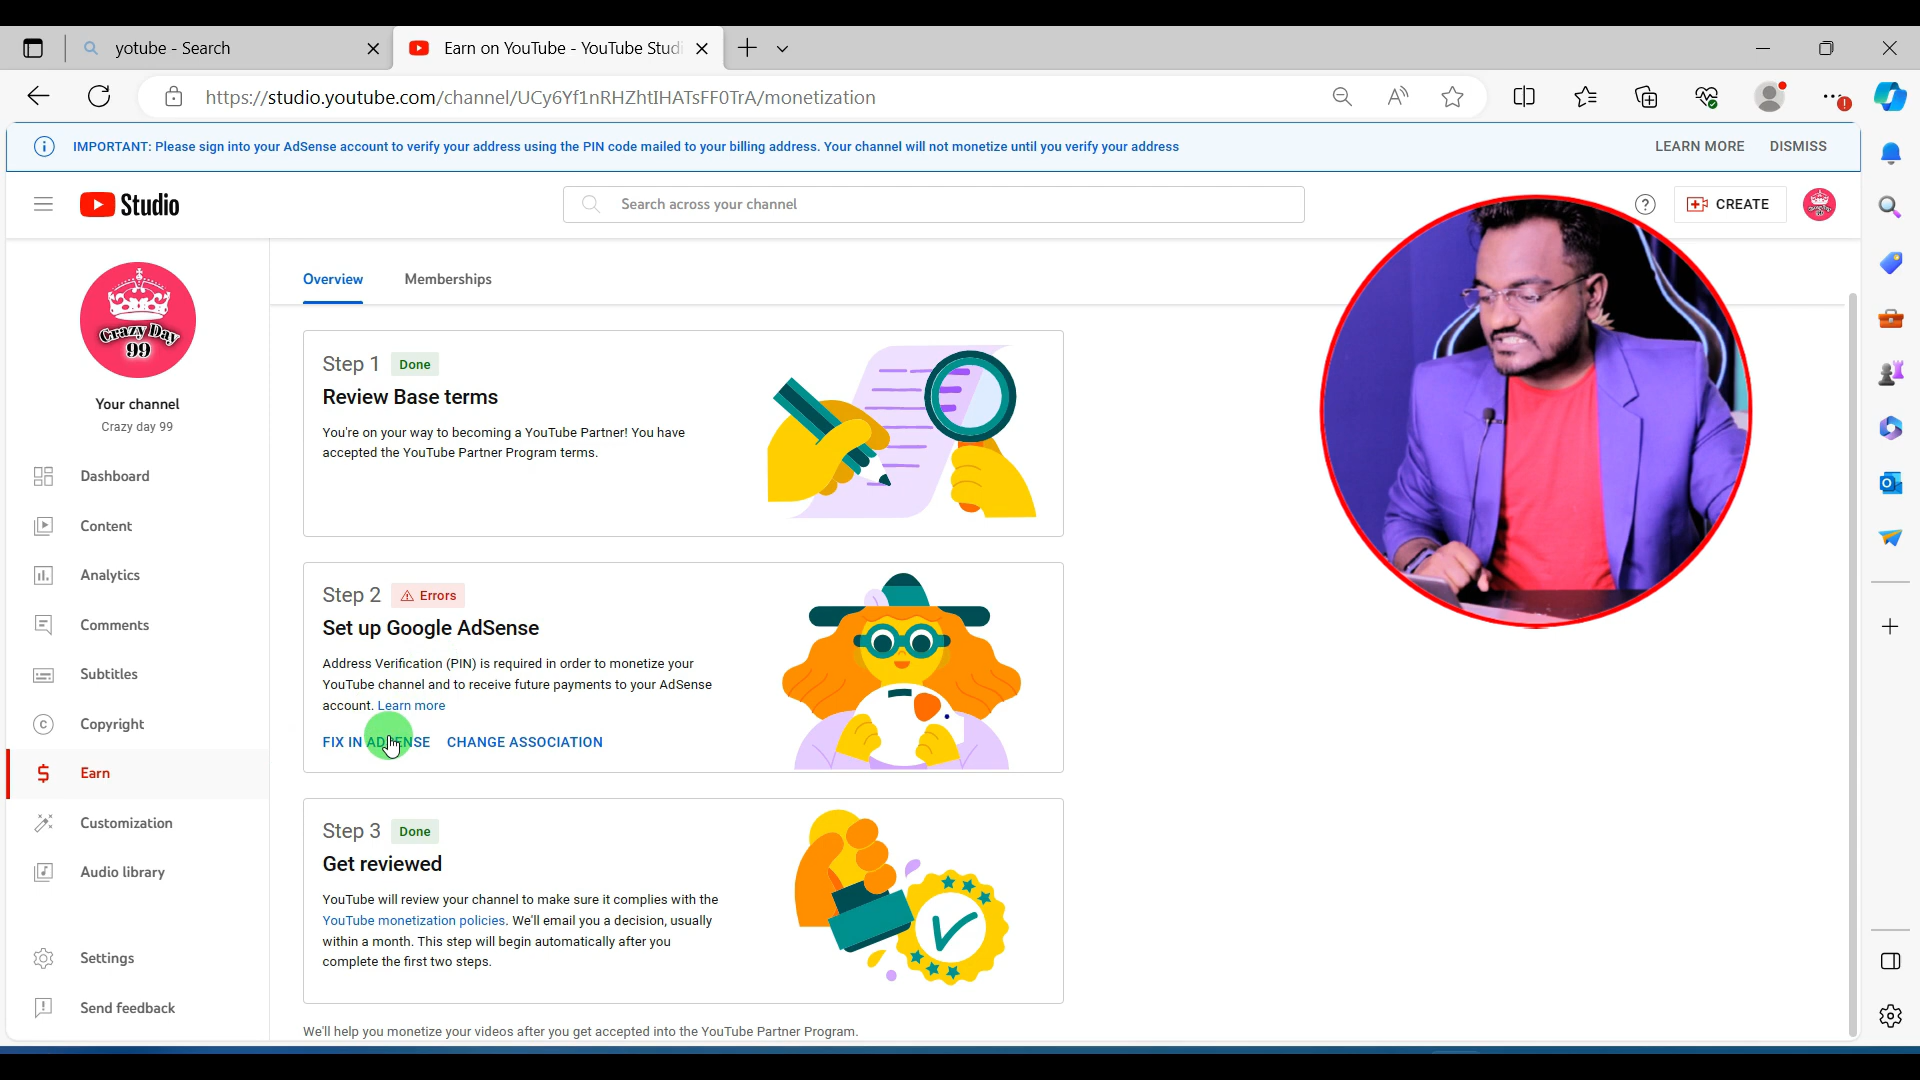 yotube - Search
Earn on YouTube - YouTube Studi
https://studio.youtube.com/channel/UCy6Yf1nRHZhtIHATsFF0TrA/monetization
IMPORTANT: Please sign into your AdSense account to verify your address using the PIN code mailed to your billing address. Your channel will not monetize until you verify your address
LEARN MORE
DISMISS
Studio
Search across your channel
CREATE
Crazy Day
99
Your channel
Crazy day 99
Dashboard
Content
Analytics
Comments
Subtitles
Copyright
Earn
Customization
Audio library
Settings
Send feedback
Overview
Memberships
Step 1 Done
Review Base terms
You're on your way to becoming a YouTube Partner! You have
accepted the YouTube Partner Program terms.
Step 2 Errors
Set up Google AdSense
Address Verification (PIN) is required in order to monetize your
YouTube channel and to receive future payments to your AdSense
account. Learn more
FIX IN ADSENSE CHANGE ASSOCIATION
Step 3 Done
Get reviewed
YouTube will review your channel to make sure it complies with the
YouTube monetization policies. We'll email you a decision, usually
within a month. This step will begin automatically after you
complete the first two steps.
We'll help you monetize your videos after you get accepted into the YouTube Partner Program.